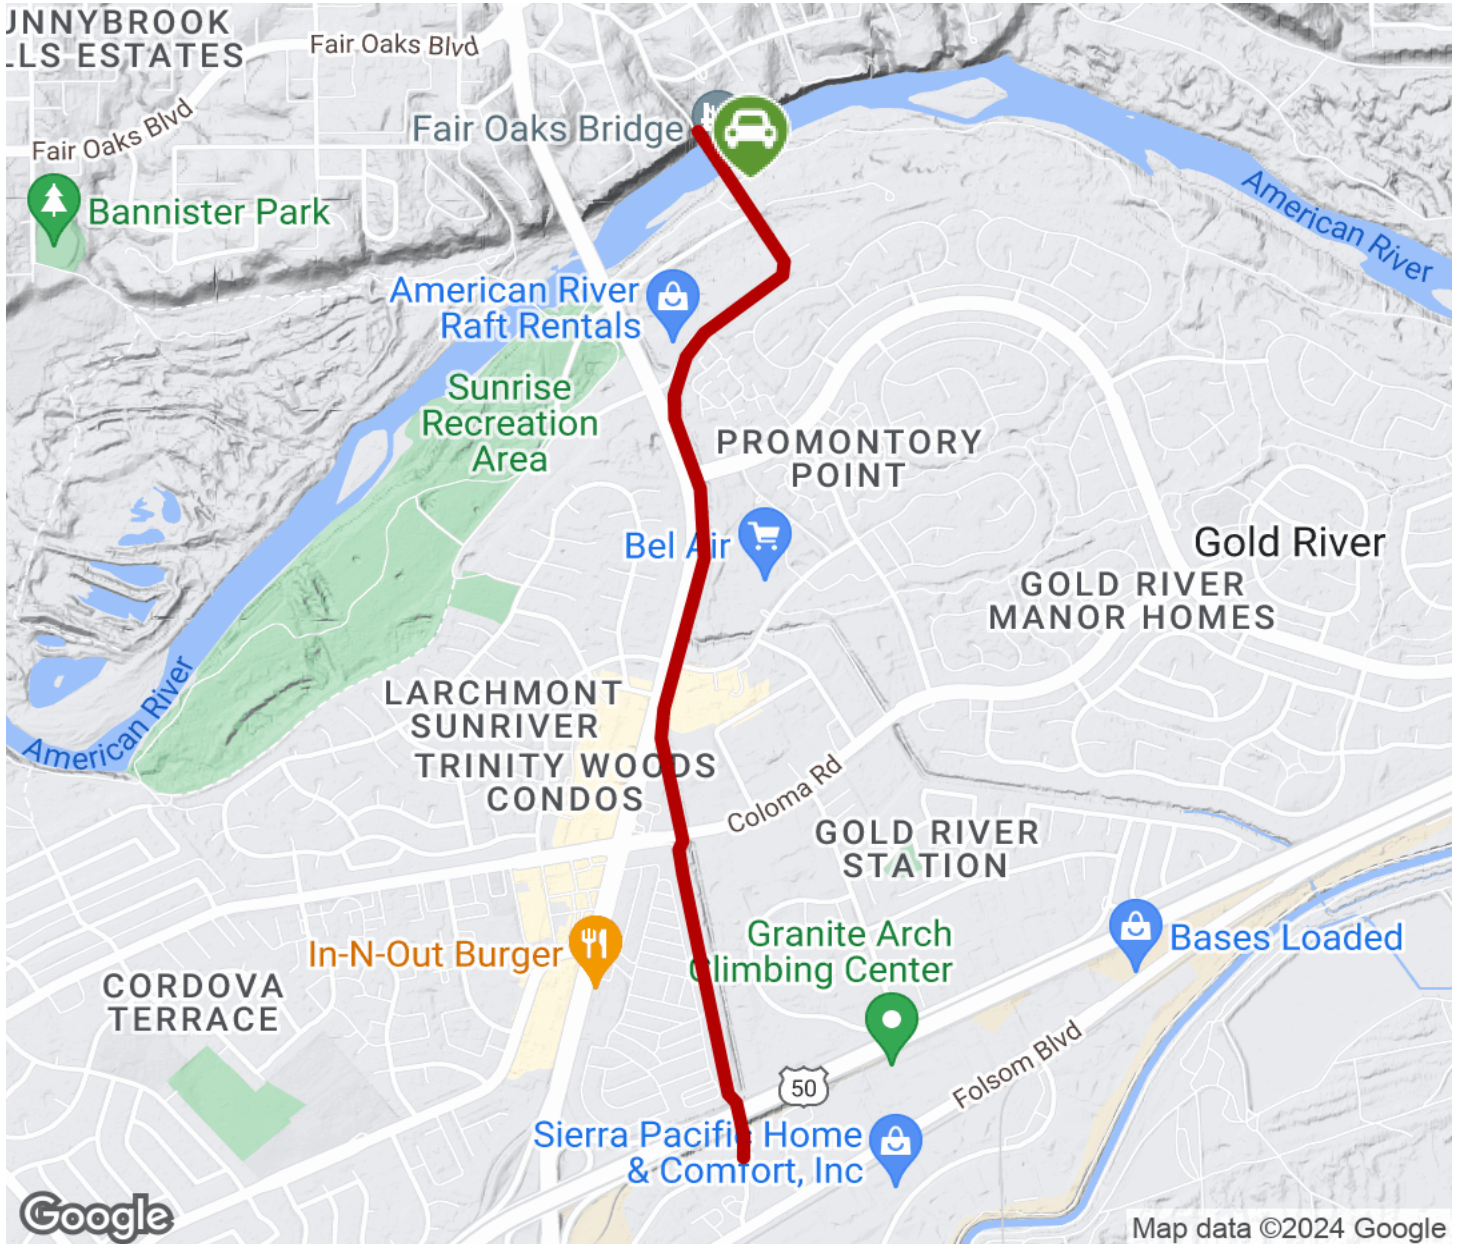 UNNYBROOK
LLS ESTATES
Fair Oaks Blvd
Fair Oaks Blvd
Fair Oaks Bridge
Bannister Park
American River
American River
Raft Rentals
Sunrise
Recreation
Area
PROMONTORY
POINT
Bel Air
Gold River
GOLD RIVER
MANOR HOMES
American River
LARCHMONT
SUNRIVER
TRINITY WOODS
CONDOS
Coloma Rd
GOLD RIVER
STATION
In-N-Out Burger
Granite Arch
Climbing Center
Bases Loaded
CORDOVA
TERRACE
50
Folsom Blvd
Sierra Pacific Home
& Comfort, Inc
Google
Map data ©2024 Google